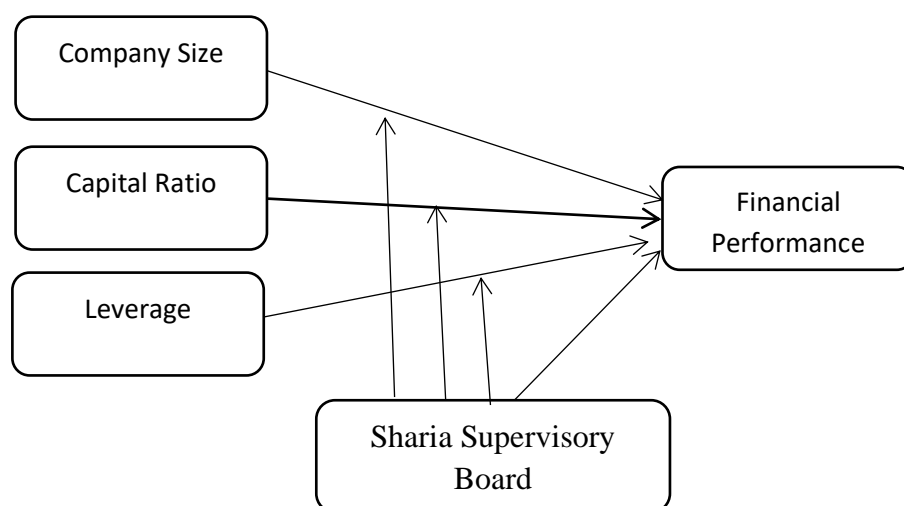 Company Size
Capital Ratio
Financial
Performance
Leverage
Sharia Supervisory
Board